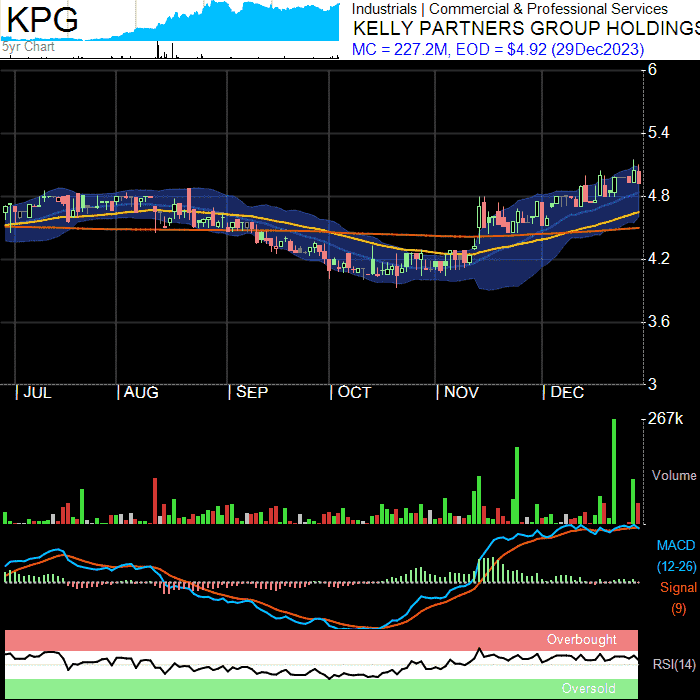 KPG
5yr Chart
Industrials | Commercial & Professional Services
KELLY PARTNERS GROUP HOLDINGS
MC = 227.2M, EOD = $4.92 (29Dec2023)
6
5.4
4.8
4.2
3.6
3
JUL
AUG
SEP
OCT
NOV
DEC
267k
Volume
MACD
(12-26)
Signal
(9)
Overbought
RSI(14)
Oversold